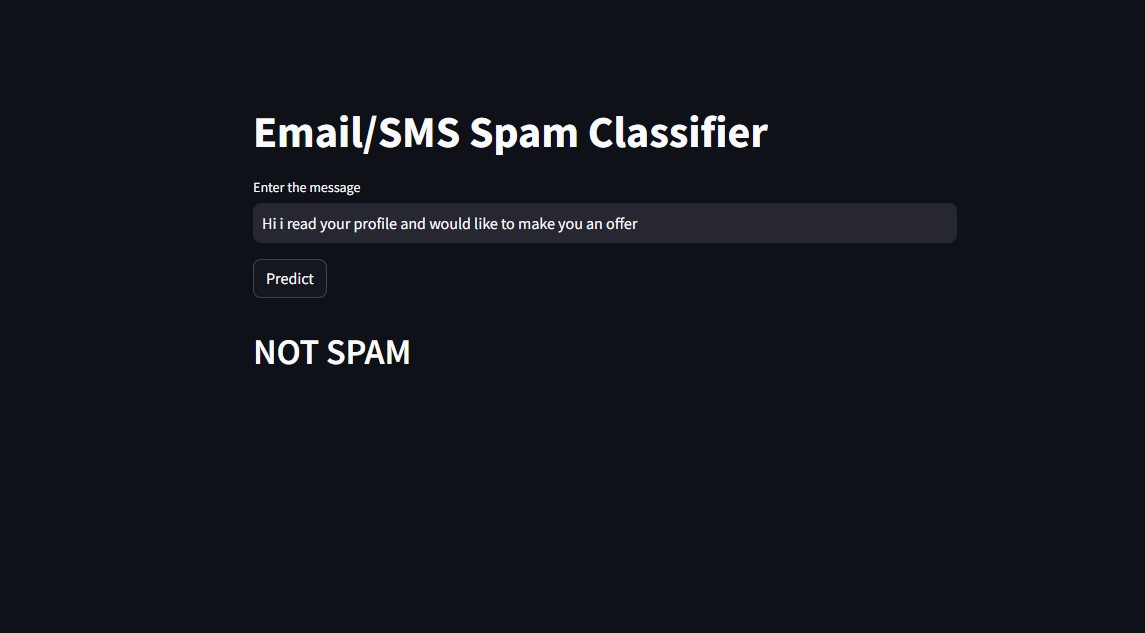 Email/SMS Spam Classifier
Enter the message
Hi i read your profile and would like to make you an offer
Predict
NOT SPAM